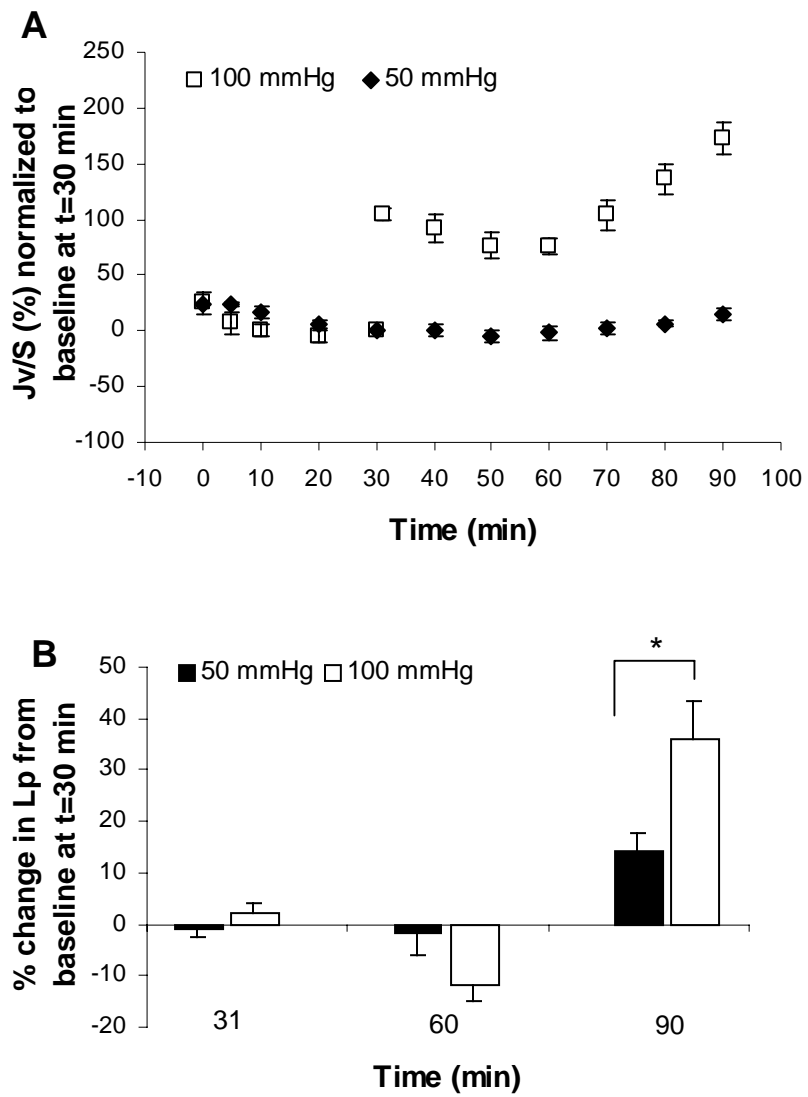 A
Jv/S (%) normalized to
baseline at t=30 min
250
200
150
100
50
0
-50
-100
100 mmHg 50 mmHg
-10 0 10 20 30 40 50 60 70 80 90 100
Time (min)
B
% change in Lp from
baseline at t=30 min
50
40
30
20
10
0
-10
-20
50 mmHg 100 mmHg
*
31 60 90
Time (min)